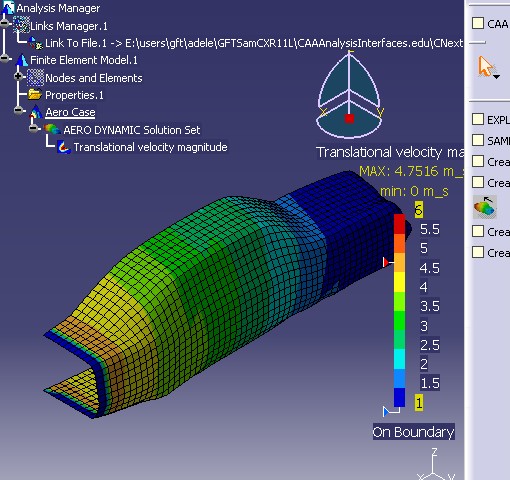 Analysis Manager
Links Manager.1
Link To File.1 -> E:\users\gft\adele\GFTSamCXR11L\CAAAnalysisInterfaces.edu\CNext
Finite Element Model.1
Nodes and Elements
Properties.1
Aero Case
AERO DYNAMIC Solution Set
Translational velocity magnitude
Y
Translational velocity ma
MAX: 4.7516 m_s
min: 0 m_s
6
5.5
5
4.5
4
3.5
3
2.5
2
1.5
1
On Boundary
Z
CAA
EXPL
SAMI
Crea
Crea
Crea
Crea